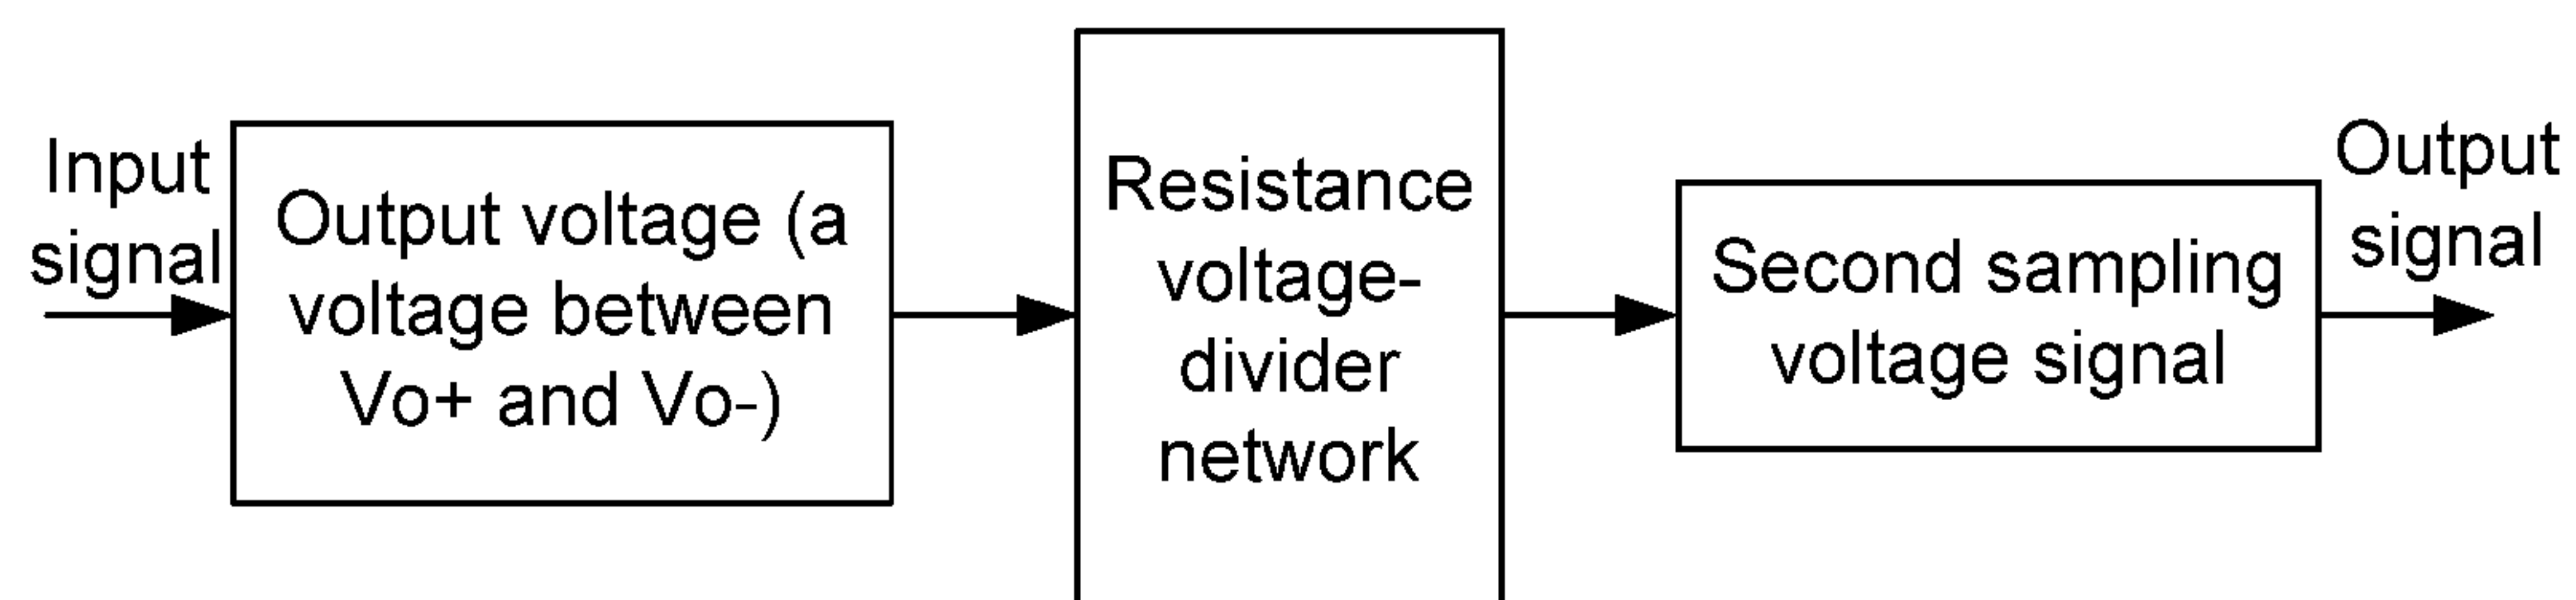 Input
signal
Output voltage (a
voltage between
Vo+ and Vo-)
Resistance
voltage-
divider
network
Second sampling
voltage signal
Output
signal